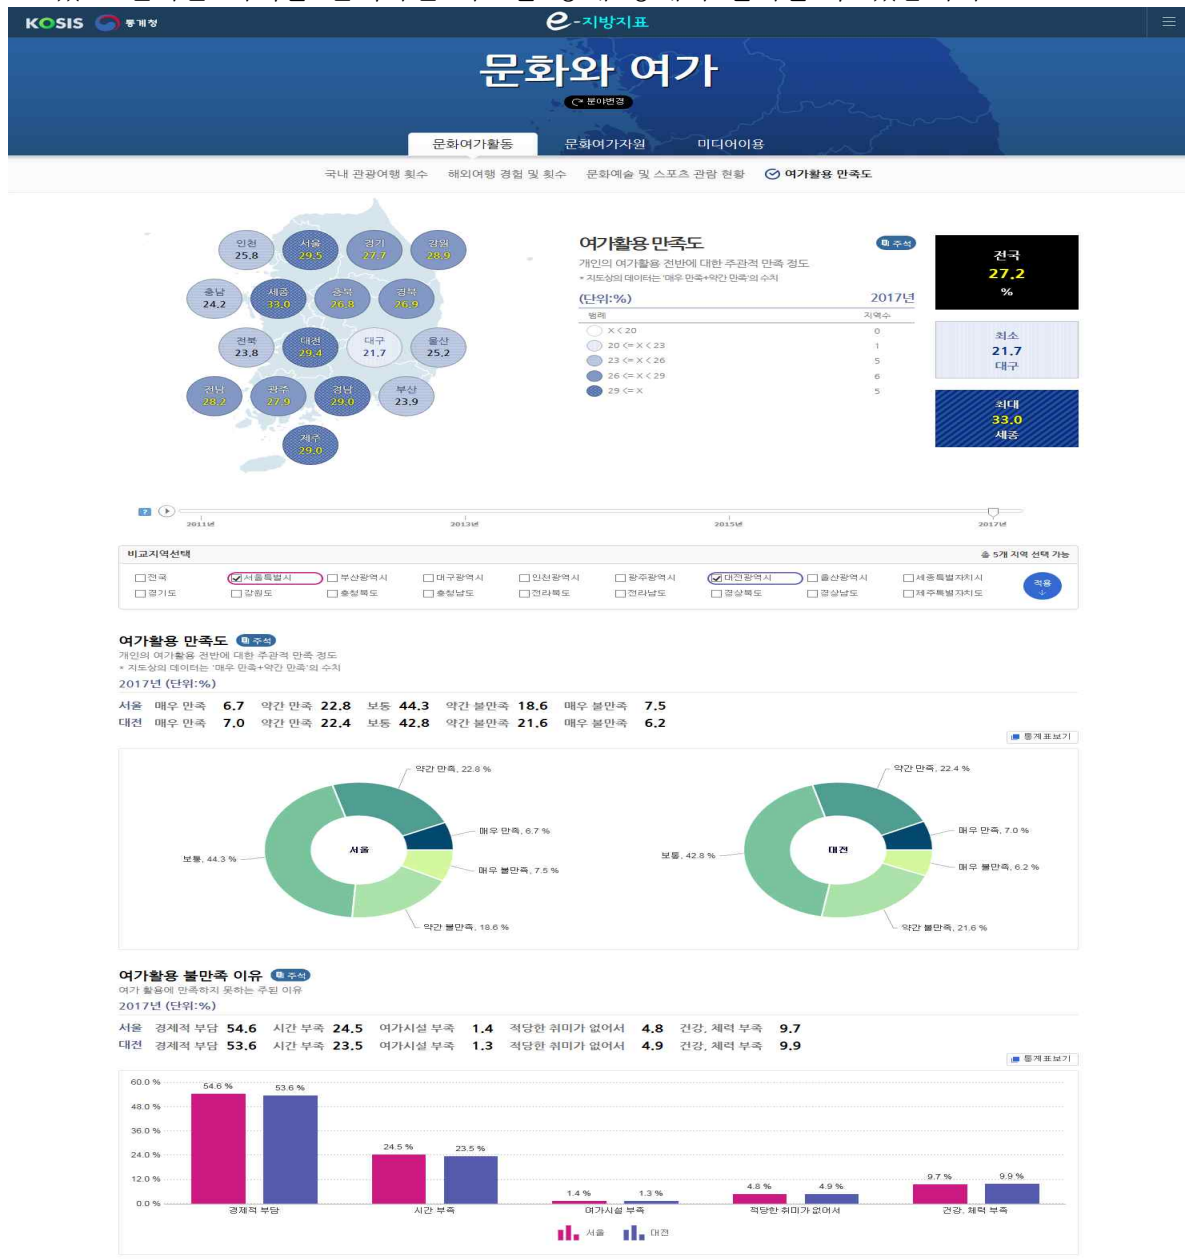 KOSIS 통계청
e-지방지표
문화와 여가
분야변경
문화여가활동 문화여가자원 미디어이용
국내 관광여행 횟수 해외여행 경험 및 횟수 문화예술 및 스포츠 관람 현황 여가활용 만족도
인천 25.8
서울 29.5
경기 27.7
강원 28.9
충남 24.2
세종 33.0
충북 26.8
경북 26.9
전북 23.8
대전 29.4
대구 21.7
울산 25.2
전남 28.2
광주 27.9
경남 29.0
부산 23.9
제주 29.0
여가활용 만족도 주석
개인의 여가활용 전반에 대한 주관적 만족 정도
* 지도상의 데이터는 '매우 만족+약간 만족'의 수치
(단위:%) 2017년
범례 지역수
X < 20 0
20 <= X < 23 1
23 <= X < 26 5
26 <= X < 29 6
29 <= X 5
전국
27.2
%
최소
21.7
대구
최대
33.0
세종
?
2011년 2013년 2015년 2017년
비교지역선택 총 5개 지역 선택 가능
전국 서울특별시 부산광역시 대구광역시 인천광역시 광주광역시 대전광역시 울산광역시 세종특별자치시
경기도 강원도 충청북도 충청남도 전라북도 전라남도 경상북도 경상남도 제주특별자치도
적용
여가활용 만족도 주석
개인의 여가활용 전반에 대한 주관적 만족 정도
* 지도상의 데이터는 '매우 만족+약간 만족'의 수치
2017년 (단위:%)
서울 매우 만족 6.7 약간 만족 22.8 보통 44.3 약간 불만족 18.6 매우 불만족 7.5
대전 매우 만족 7.0 약간 만족 22.4 보통 42.8 약간 불만족 21.6 매우 불만족 6.2
통계표보기
약간 만족, 22.8 %
매우 만족, 6.7 %
서울
보통, 44.3 %
매우 불만족, 7.5 %
약간 불만족, 18.6 %
약간 만족, 22.4 %
매우 만족, 7.0 %
대전
보통, 42.8 %
매우 불만족, 6.2 %
약간 불만족, 21.6 %
여가활용 불만족 이유 주석
여가 활용에 만족하지 못하는 주된 이유
2017년 (단위:%)
서울 경제적 부담 54.6 시간 부족 24.5 여가시설 부족 1.4 적당한 취미가 없어서 4.8 건강, 체력 부족 9.7
대전 경제적 부담 53.6 시간 부족 23.5 여가시설 부족 1.3 적당한 취미가 없어서 4.9 건강, 체력 부족 9.9
통계표보기
60.0 %
48.0 %
36.0 %
24.0 %
12.0 %
0.0 %
54.6 % 53.6 %
24.5 % 23.5 %
1.4 % 1.3 %
4.8 % 4.9 %
9.7 % 9.9 %
경제적 부담 시간 부족 여가시설 부족 적당한 취미가 없어서 건강, 체력 부족
서울 대전